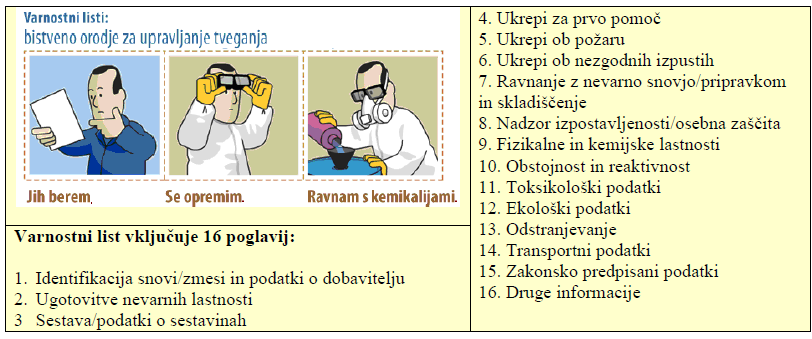 Varnostni listi:
bistveno orodje za upravljanje tveganja
Jih berem,
Se opremim.
Ravnam s kemikalijami.
Varnostni list vključuje 16 poglavij:
1. Identifikacija snovi/zmesi in podatki o dobavitelju
2. Ugotovitve nevarnih lastnosti
3 Sestava/podatki o sestavinah
4. Ukrepi za prvo pomoč
5. Ukrepi ob požaru
6. Ukrepi ob nezgodnih izpustih
7. Ravnanje z nevarno snovjo/pripravkom
in skladiščenje
8. Nadzor izpostavljenosti/osebna zaščita
9. Fizikalne in kemijske lastnosti
10. Obstojnost in reaktivnost
11. Toksikološki podatki
12. Ekološki podatki
13. Odstranjevanje
14. Transportni podatki
15. Zakonsko predpisani podatki
16. Druge informacije